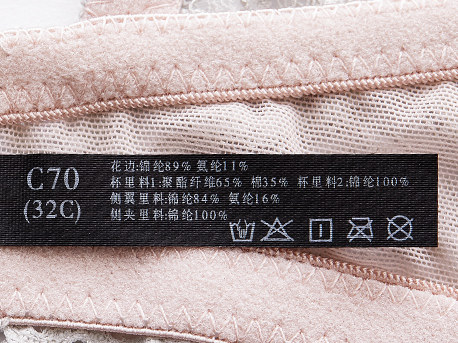 C70
(32C)
花边:锦纶89% 氨纶11%
杯里料1:聚酯纤维65% 棉35% 杯里料2:锦纶100%
侧翼里料:锦纶84% 氨纶16%
侧夹里料:锦纶100%